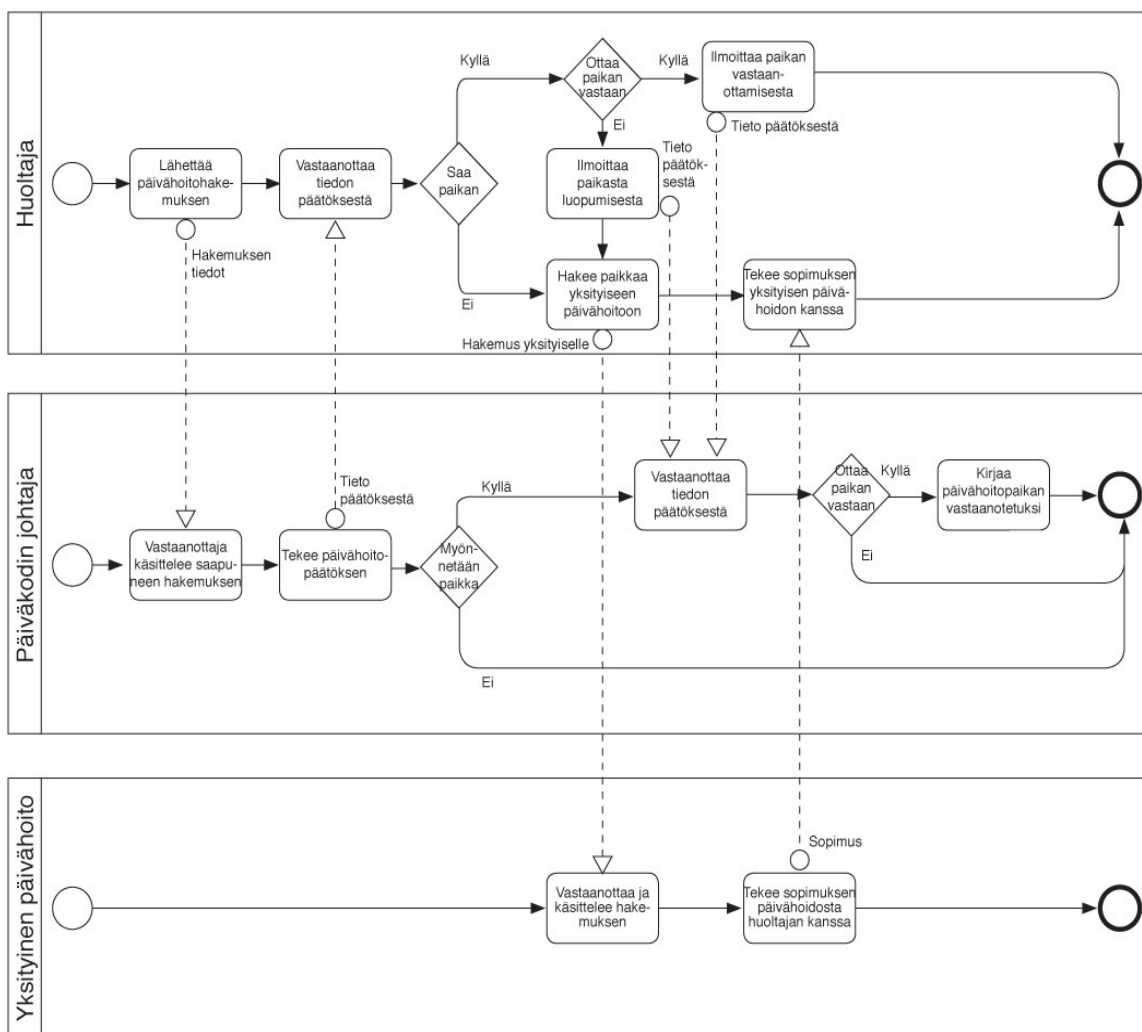 Huoltaja
Kyllä
Ottaa
paikan
vastaan
Kyllä
Ilmoittaa paikan
vastaan-
ottamisesta
Ei
Tieto päätöksestä
Lähettää
päivähoitohake-
muksen
Vastaanottaa
tiedon
päätöksestä
Saa
paikan
Ilmoittaa
paikasta
luopumisesta
Tieto
päätök-
sestä
Hakemuksen
tiedot
Ei
Hakee paikkaa
yksityiseen
päivähoitoon
Tekee sopimuksen
yksityisen päivä-
hoidon kanssa
Hakemus yksityiselle
Päiväkodin johtaja
Tieto
päätöksestä
Kyllä
Vastaanottaa
tiedon
päätöksestä
Ottaa
paikan
vastaan
Kyllä
Kirjaa
päivähoitopaikan
vastaanotetuksi
Vastaanottaja
käsittelee saapu-
neen hakemuksen
Tekee päivähoito-
päätöksen
Myön-
netään
paikka
Ei
Ei
Yksityinen päivähoito
Sopimus
Vastaanottaa ja
käsittelee hake-
muksen
Tekee sopimuksen
päivähoidosta
huoltajan kanssa